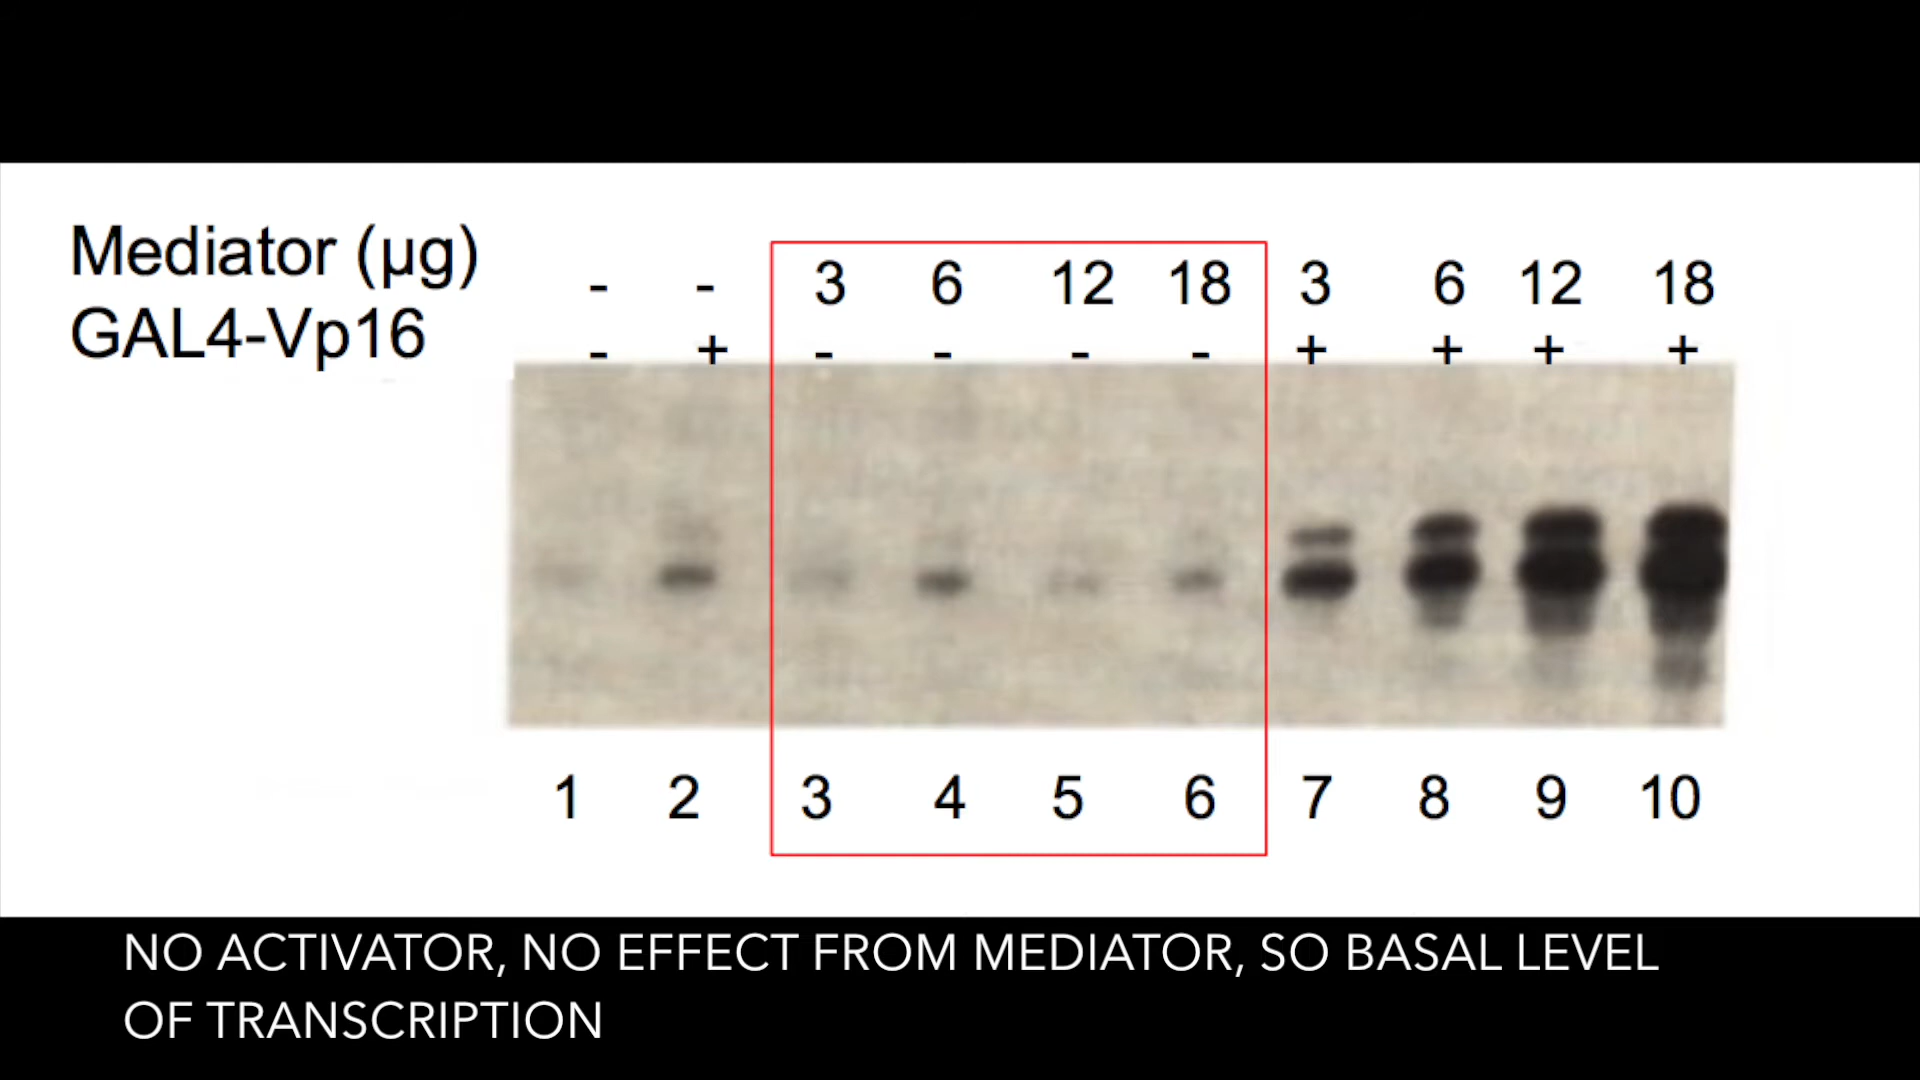 Mediator (µg) - - 3 6 12 18 3 6 12 18
GAL4-Vp16 - + - - - - + + + +
1 2 3 4 5 6 7 8 9 10
NO ACTIVATOR, NO EFFECT FROM MEDIATOR, SO BASAL LEVEL
OF TRANSCRIPTION